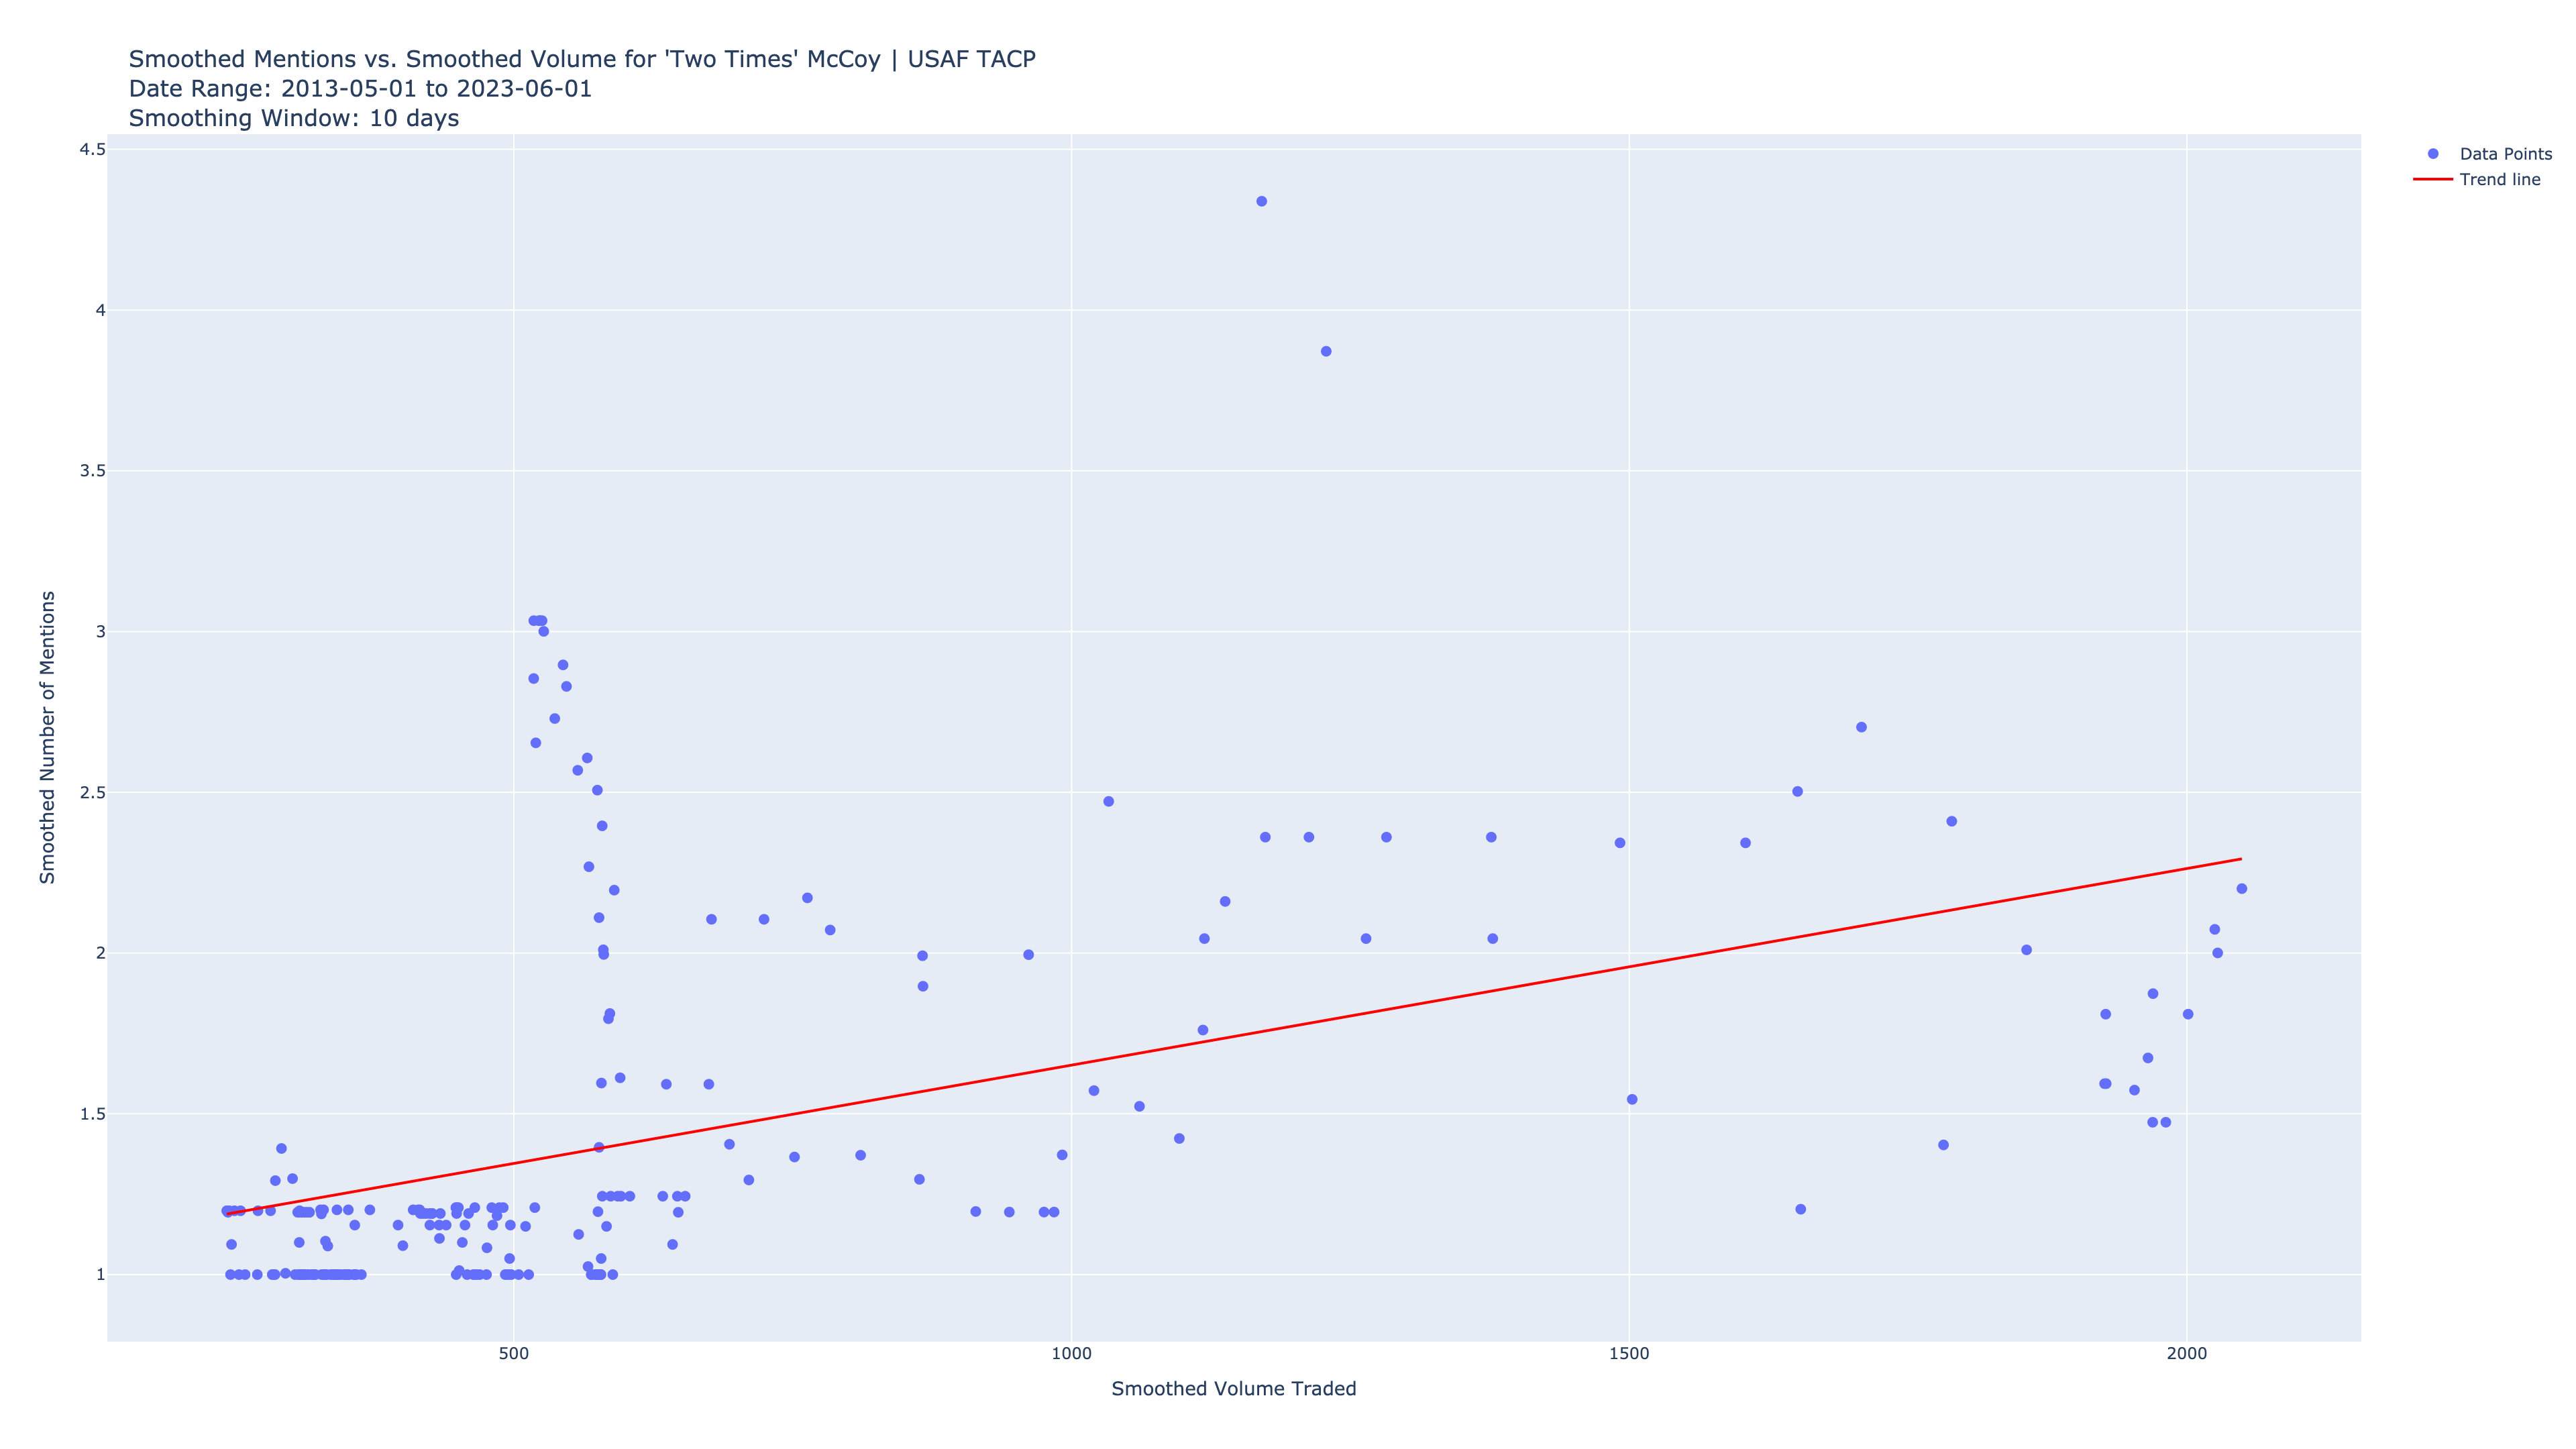 Smoothed Mentions vs. Smoothed Volume for 'Two Times' McCoy | USAF TACP
Date Range: 2013-05-01 to 2023-06-01
Smoothing Window: 10 days
Data Points
Trend line
4.5
4
3.5
3
2.5
2
1.5
1
Smoothed Number of Mentions
500
1000
1500
2000
Smoothed Volume Traded